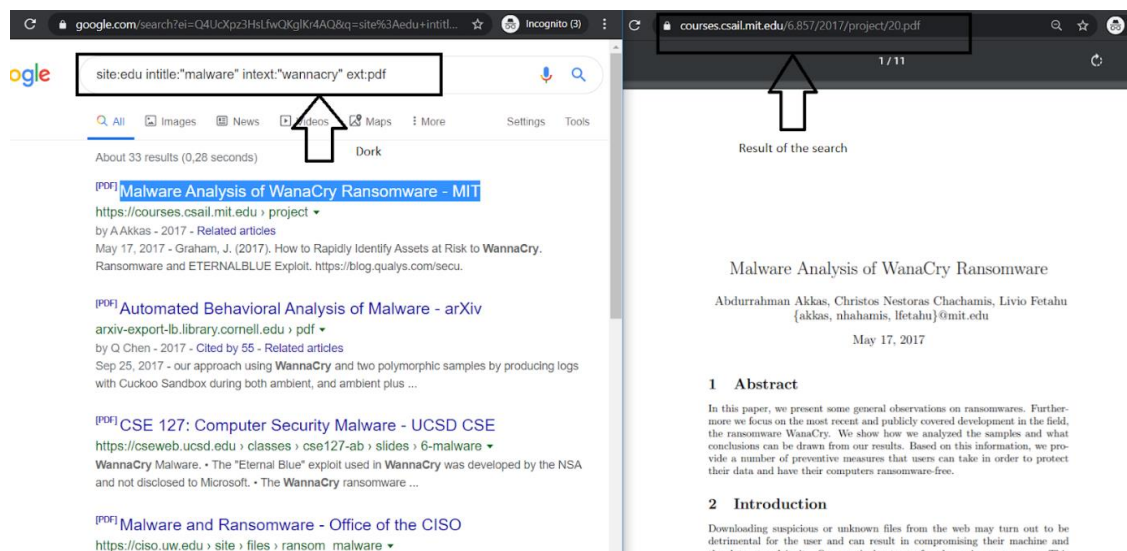 google.com/search?ei=Q4UcXpz3HsLfwQKglKr4AQ&q=site%3Aedu+intitl...
Incognito (3)
ogle
site:edu intitle:"malware" intext:"wannacry" ext:pdf
All Images News Videos Maps More Settings Tools
About 33 results (0,28 seconds)
Dork
[PDF] Malware Analysis of WanaCry Ransomware - MIT
https://courses.csail.mit.edu › project
by A Akkas - 2017 - Related articles
May 17, 2017 - Graham, J. (2017). How to Rapidly Identify Assets at Risk to WannaCry.
Ransomware and ETERNALBLUE Exploit. https://blog.qualys.com/secu.
[PDF] Automated Behavioral Analysis of Malware - arXiv
arxiv-export-lb.library.cornell.edu › pdf
by Q Chen - 2017 - Cited by 55 - Related articles
Sep 25, 2017 - our approach using WannaCry and two polymorphic samples by producing logs
with Cuckoo Sandbox during both ambient, and ambient plus ...
[PDF] CSE 127: Computer Security Malware - UCSD CSE
https://cseweb.ucsd.edu › classes › cse127-ab › slides › 6-malware
WannaCry Malware. • The "Eternal Blue" exploit used in WannaCry was developed by the NSA
and not disclosed to Microsoft. • The WannaCry ransomware ...
[PDF] Malware and Ransomware - Office of the CISO
https://ciso.uw.edu › site › files › ransom_malware
courses.csail.mit.edu/6.857/2017/project/20.pdf
1 / 11
Result of the search
Malware Analysis of WanaCry Ransomware
Abdurrahman Akkas, Christos Nestoras Chachamis, Livio Fetahu
{akkas, nhahamis, lfetahu}@mit.edu
May 17, 2017
1 Abstract
In this paper, we present some general observations on ransomwares. Further-
more we focus on the most recent and publicly covered development in the field,
the ransomware WanaCry. We show how we analyzed the samples and what
conclusions can be drawn from our results. Based on this information, we pro-
vide a number of preventive measures that users can take in order to protect
their data and have their computers ransomware-free.
2 Introduction
Downloading suspicious or unknown files from the web may turn out to be
detrimental for the user and can result in compromising their machine and